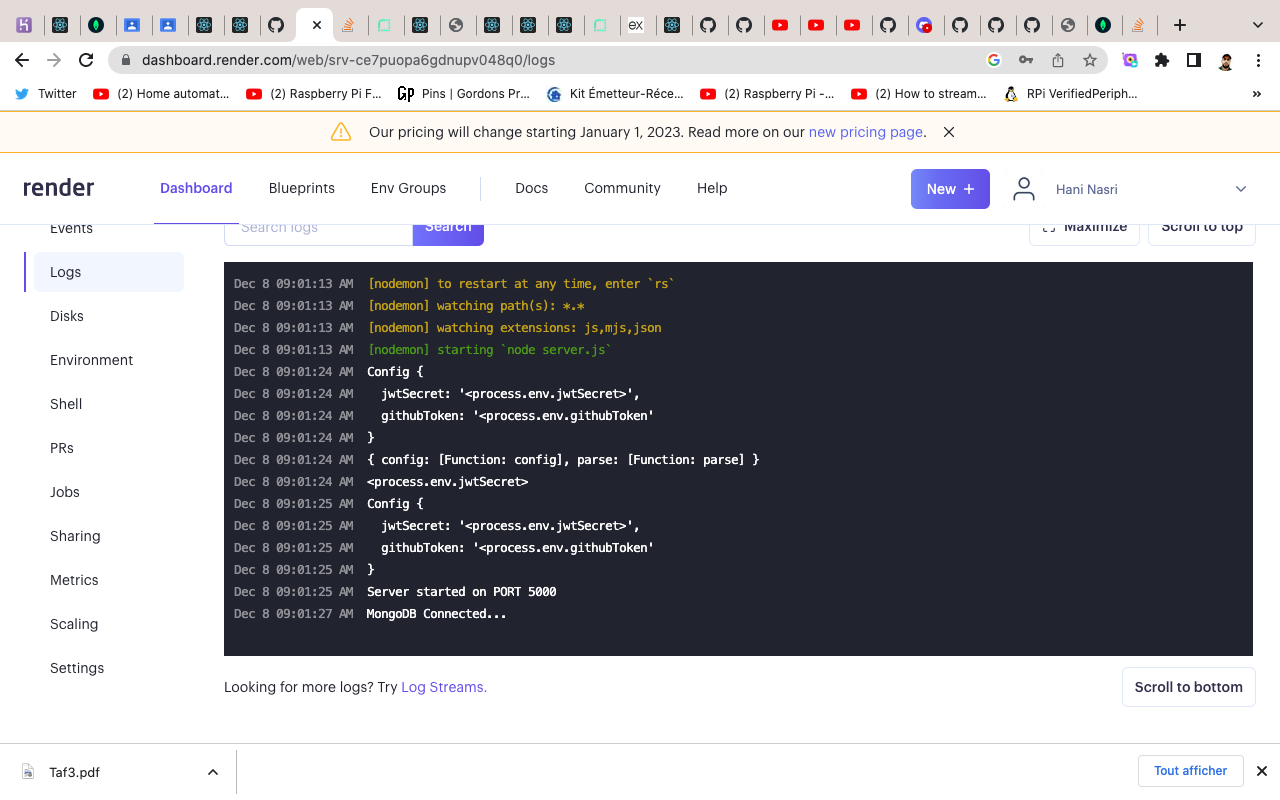 dashboard.render.com/web/srv-ce7puopa6gdnupv048q0/logs
Twitter
(2) Home automat...
(2) Raspberry Pi F...
Pins | Gordons Pr...
Kit Émetteur-Réce...
(2) Raspberry Pi -...
(2) How to stream...
RPi VerifiedPeriph...
»
Our pricing will change starting January 1, 2023. Read more on our new pricing page.
render
Dashboard
Blueprints
Env Groups
Docs
Community
Help
New +
Hani Nasri
Events
Logs
Disks
Environment
Shell
PRs
Jobs
Sharing
Metrics
Scaling
Settings
Search logs
Search
Maximize
Scroll to top
Dec 8 09:01:13 AM [nodemon] to restart at any time, enter `rs`
Dec 8 09:01:13 AM [nodemon] watching path(s): *.*
Dec 8 09:01:13 AM [nodemon] watching extensions: js,mjs,json
Dec 8 09:01:13 AM [nodemon] starting `node server.js`
Dec 8 09:01:24 AM Config {
Dec 8 09:01:24 AM jwtSecret: '<process.env.jwtSecret>',
Dec 8 09:01:24 AM githubToken: '<process.env.githubToken'
Dec 8 09:01:24 AM }
Dec 8 09:01:24 AM { config: [Function: config], parse: [Function: parse] }
Dec 8 09:01:24 AM <process.env.jwtSecret>
Dec 8 09:01:25 AM Config {
Dec 8 09:01:25 AM jwtSecret: '<process.env.jwtSecret>',
Dec 8 09:01:25 AM githubToken: '<process.env.githubToken'
Dec 8 09:01:25 AM }
Dec 8 09:01:25 AM Server started on PORT 5000
Dec 8 09:01:27 AM MongoDB Connected...
Looking for more logs? Try Log Streams.
Scroll to bottom
Taf3.pdf
Tout afficher